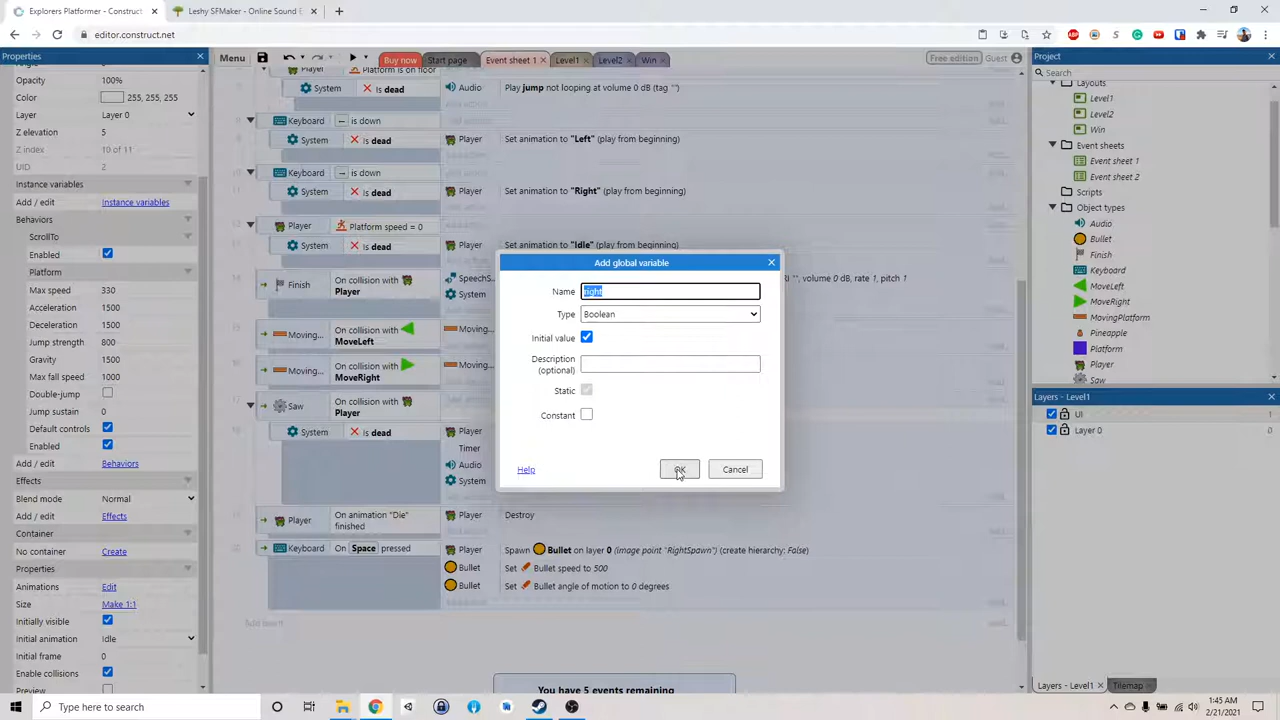 Explorers Platformer - Construct
Leshy SFMaker - Online Sound E
editor.construct.net
Properties
Menu
Buy now
Start page
Event sheet 1
Level1
Level2
Win
Free edition
Guest
Project
Opacity 100%
Color 255, 255, 255
Layer Layer 0
Z elevation 5
Z index 10 of 11
UID 2
Instance variables
Add / edit Instance variables
Behaviors
ScrollTo
Enabled
Platform
Max speed 330
Acceleration 1500
Deceleration 1500
Jump strength 800
Gravity 1500
Max fall speed 1000
Double-jump
Jump sustain 0
Default controls
Enabled
Add / edit Behaviors
Effects
Blend mode Normal
Add / edit Effects
Container
No container Create
Properties
Animations Edit
Size Make 1:1
Initially visible
Initial animation Idle
Initial frame 0
Enable collisions
Preview
Player Platform is on floor
System Is dead
Audio Play jump not looping at volume 0 dB (tag "")
Keyboard ← is down
System Is dead
Player Set animation to "Left" (play from beginning)
Keyboard → is down
System Is dead
Player Set animation to "Right" (play from beginning)
Player Platform speed = 0
System Is dead
Player Set animation to "Idle" (play from beginning)
Finish On collision with Player
SpeechS
System
RI "", volume 0 dB, rate 1, pitch 1
Moving... On collision with MoveLeft
Moving...
Moving... On collision with MoveRight
Moving...
Saw On collision with Player
System Is dead
Player
Timer
Audio
System
Player On animation "Die" finished
Player Destroy
Keyboard On Space pressed
Player Spawn Bullet on layer 0 (image point "RightSpawn") (create hierarchy: False)
Bullet Set Bullet speed to 500
Bullet Set Bullet angle of motion to 0 degrees
You have 5 events remaining
Add global variable
Name right
Type Boolean
Initial value
Description (optional)
Static
Constant
Help
OK
Cancel
Search
Layouts
Level1
Level2
Win
Event sheets
Event sheet 1
Event sheet 2
Scripts
Object types
Audio
Bullet
Finish
Keyboard
MoveLeft
MoveRight
MovingPlatform
Pineapple
Platform
Player
Saw
Layers - Level1
UI 1
Layer 0 0
Layers - Level1
Tilemap
Type here to search
1:45 AM
2/21/2021